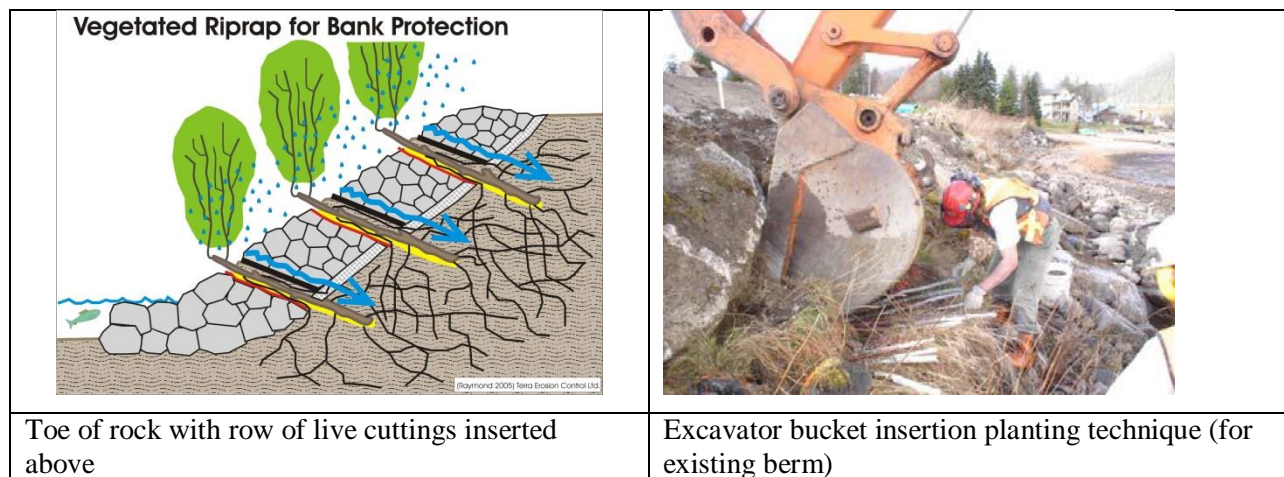 Vegetated Riprap for Bank Protection
(Raymond 2005) Terra Erosion Control Ltd.
Toe of rock with row of live cuttings inserted
above
Excavator bucket insertion planting technique (for
existing berm)